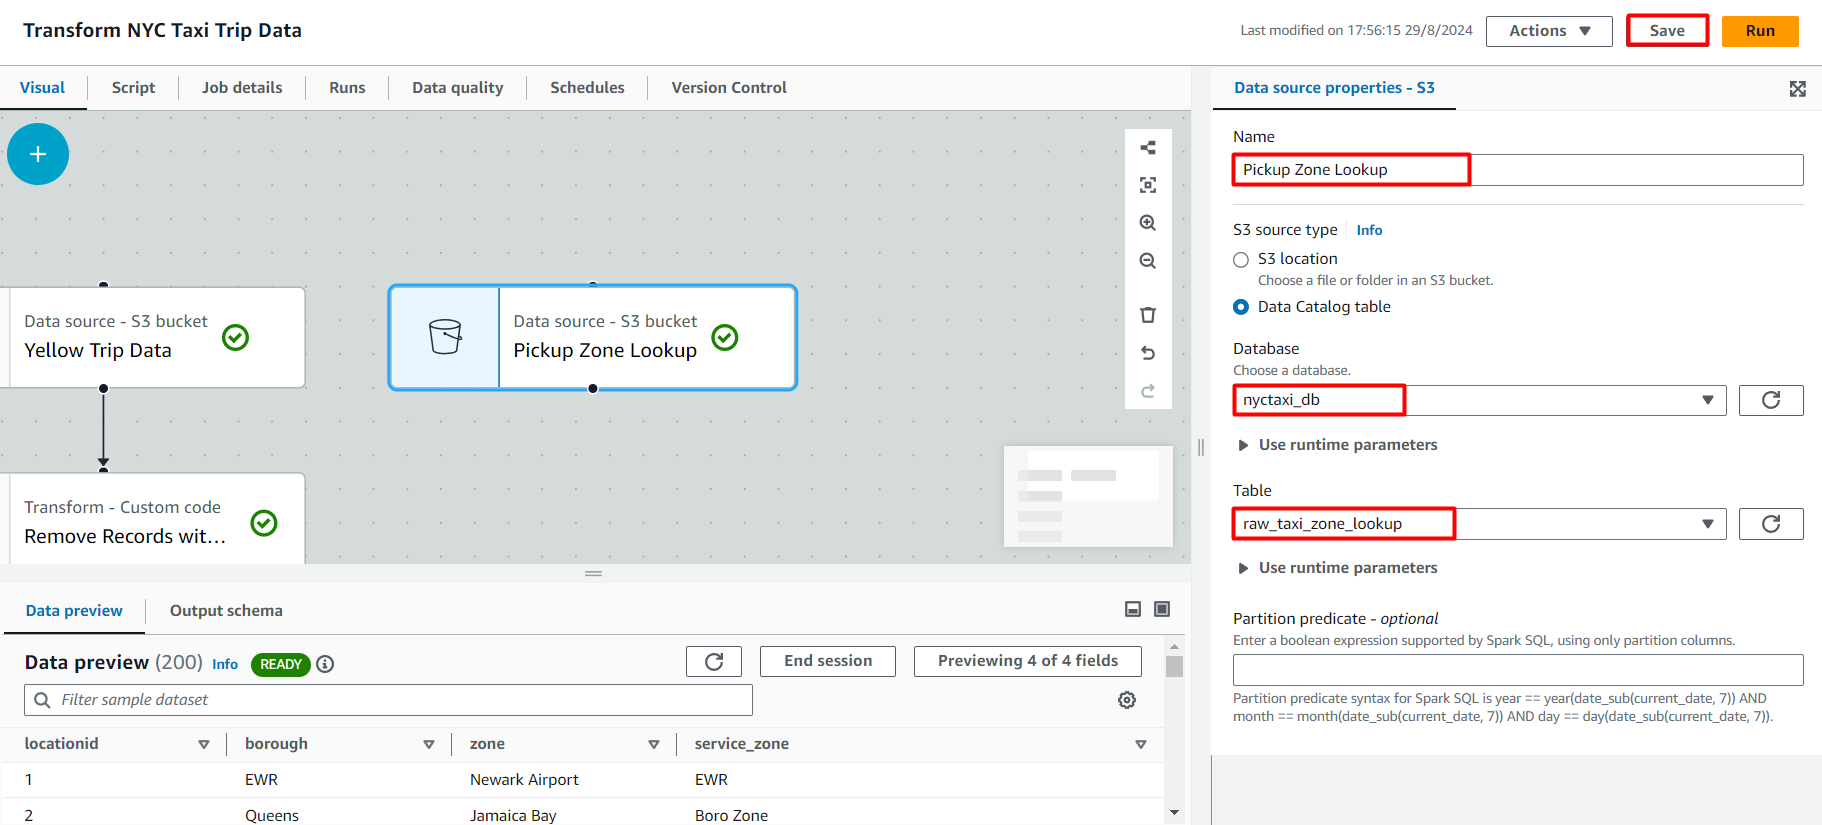 Transform NYC Taxi Trip Data
Last modified on 17:56:15 29/8/2024
Actions
Save
Run
Visual
Script
Job details
Runs
Data quality
Schedules
Version Control
+
Data source - S3 bucket
Yellow Trip Data
Data source - S3 bucket
Pickup Zone Lookup
Transform - Custom code
Remove Records wit...
Data preview
Output schema
Data preview (200) Info READY
End session
Previewing 4 of 4 fields
Filter sample dataset
locationid borough zone service_zone
1 EWR Newark Airport EWR
2 Queens Jamaica Bay Boro Zone
Data source properties - S3
Name
Pickup Zone Lookup
S3 source type Info
S3 location
Choose a file or folder in an S3 bucket.
Data Catalog table
Database
Choose a database.
nyctaxi_db
Use runtime parameters
Table
raw_taxi_zone_lookup
Use runtime parameters
Partition predicate - optional
Enter a boolean expression supported by Spark SQL, using only partition columns.
Partition predicate syntax for Spark SQL is year == year(date_sub(current_date, 7)) AND
month == month(date_sub(current_date, 7)) AND day == day(date_sub(current_date, 7)).